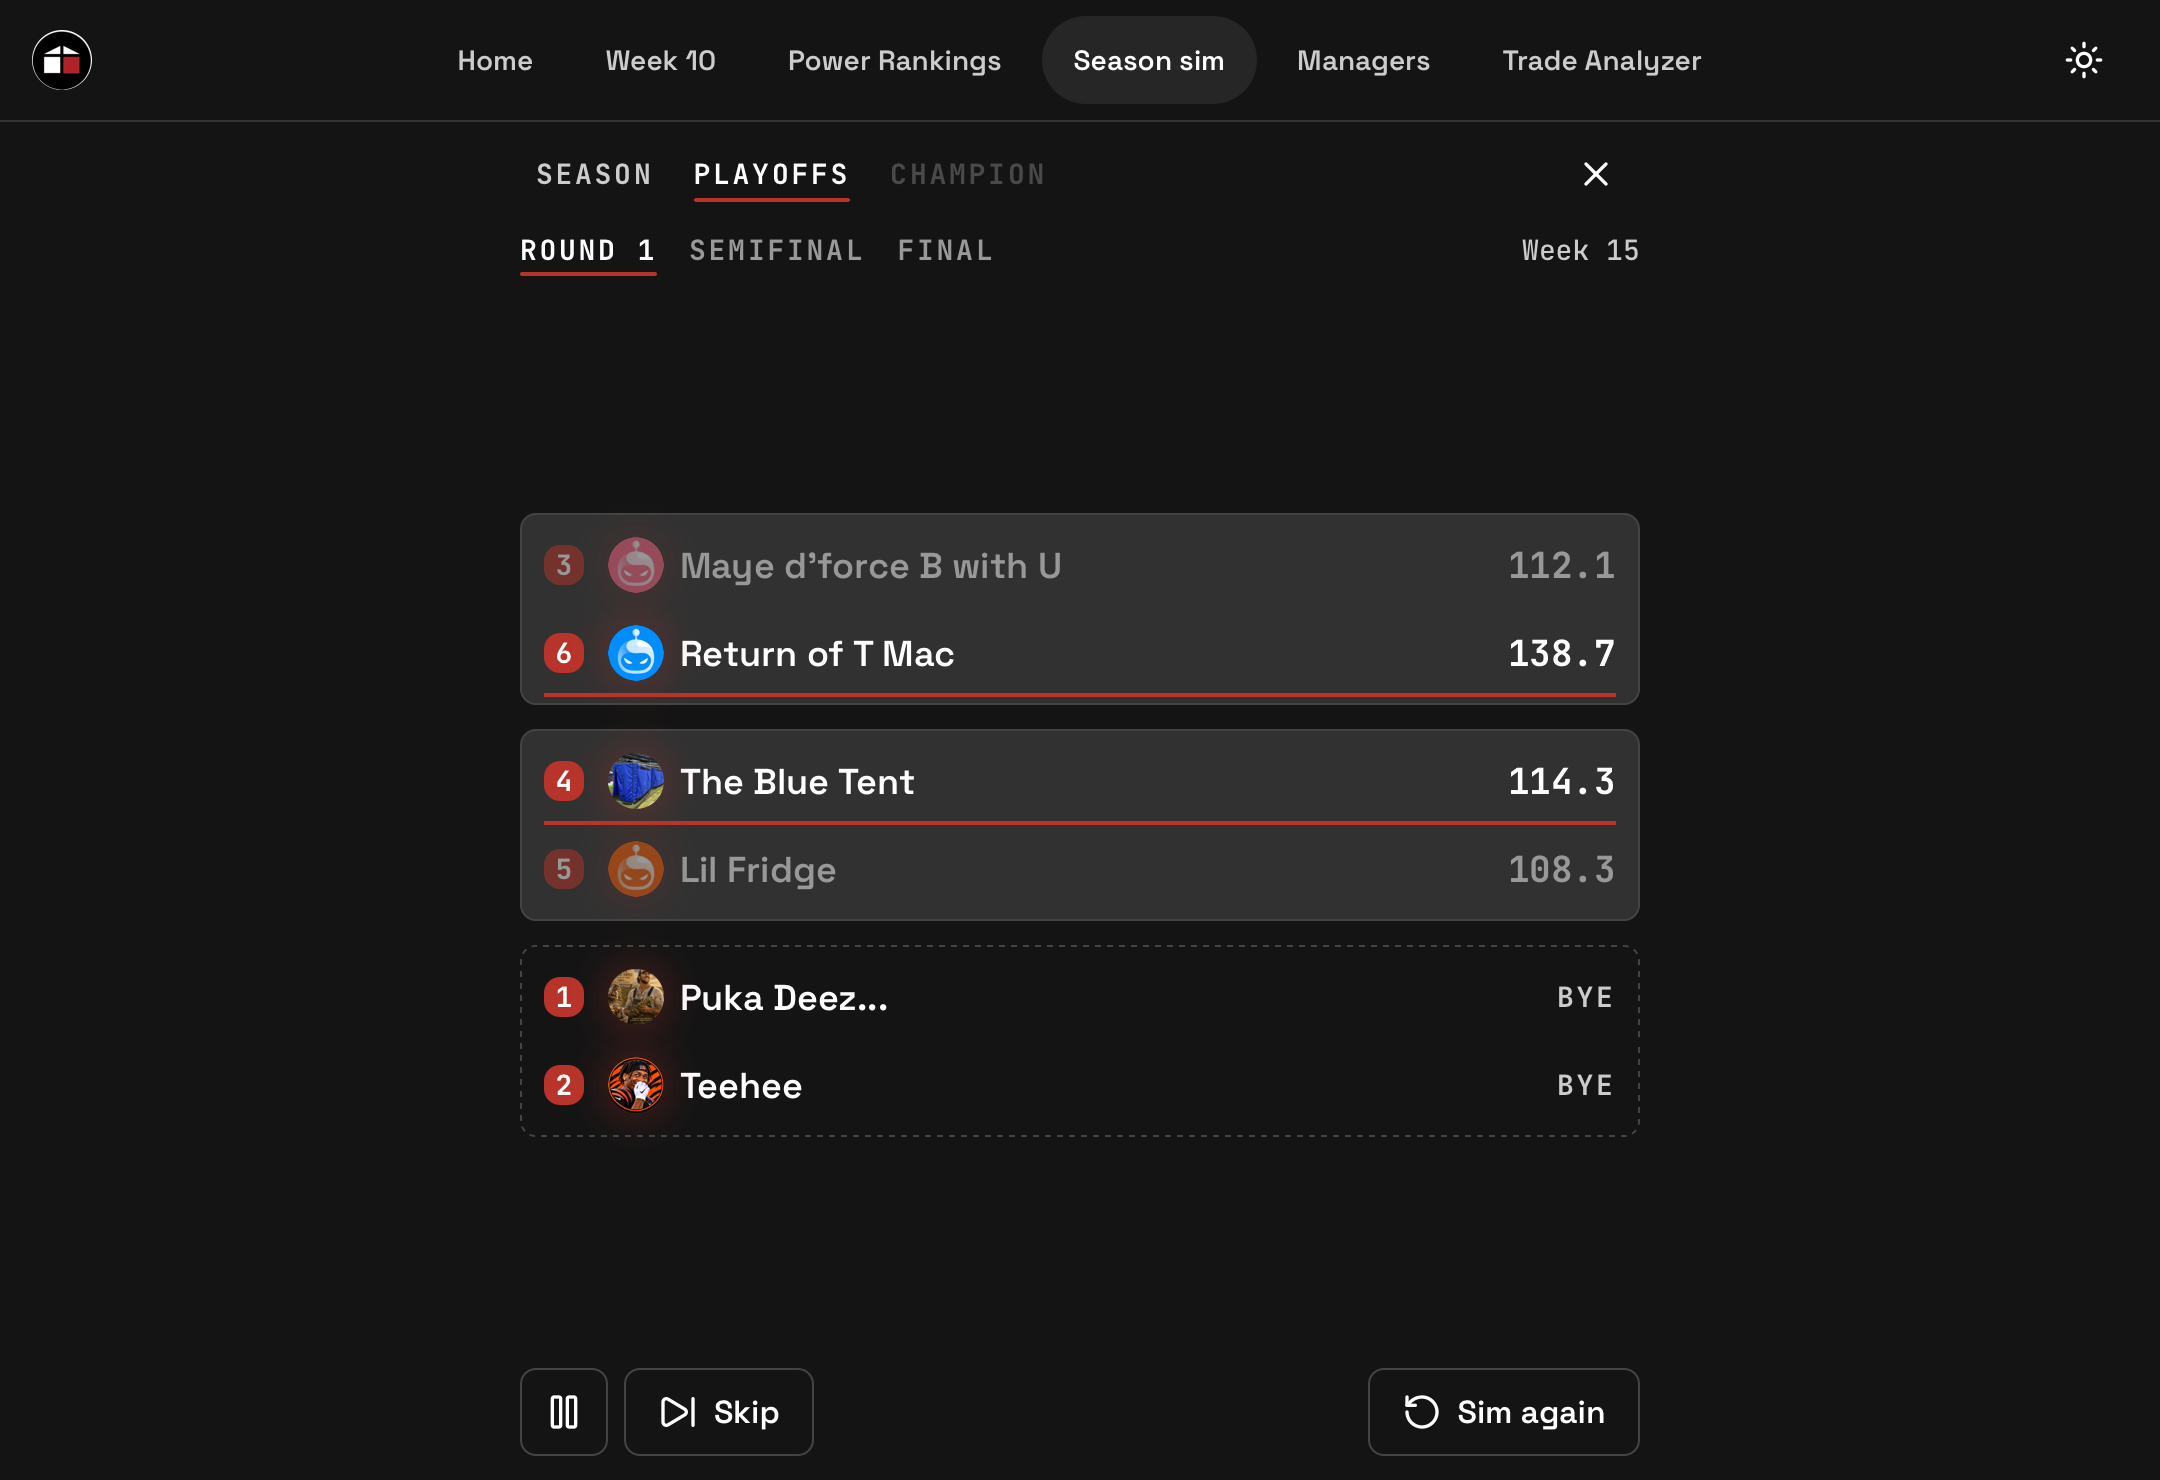 Home Week 10 Power Rankings Season sim Managers Trade Analyzer
SEASON PLAYOFFS CHAMPION
ROUND 1 SEMIFINAL FINAL Week 15
3 Maye d’force B with U 112.1
6 Return of T Mac 138.7
4 The Blue Tent 114.3
5 Lil Fridge 108.3
1 Puka Deez... BYE
2 Teehee BYE
Skip Sim again